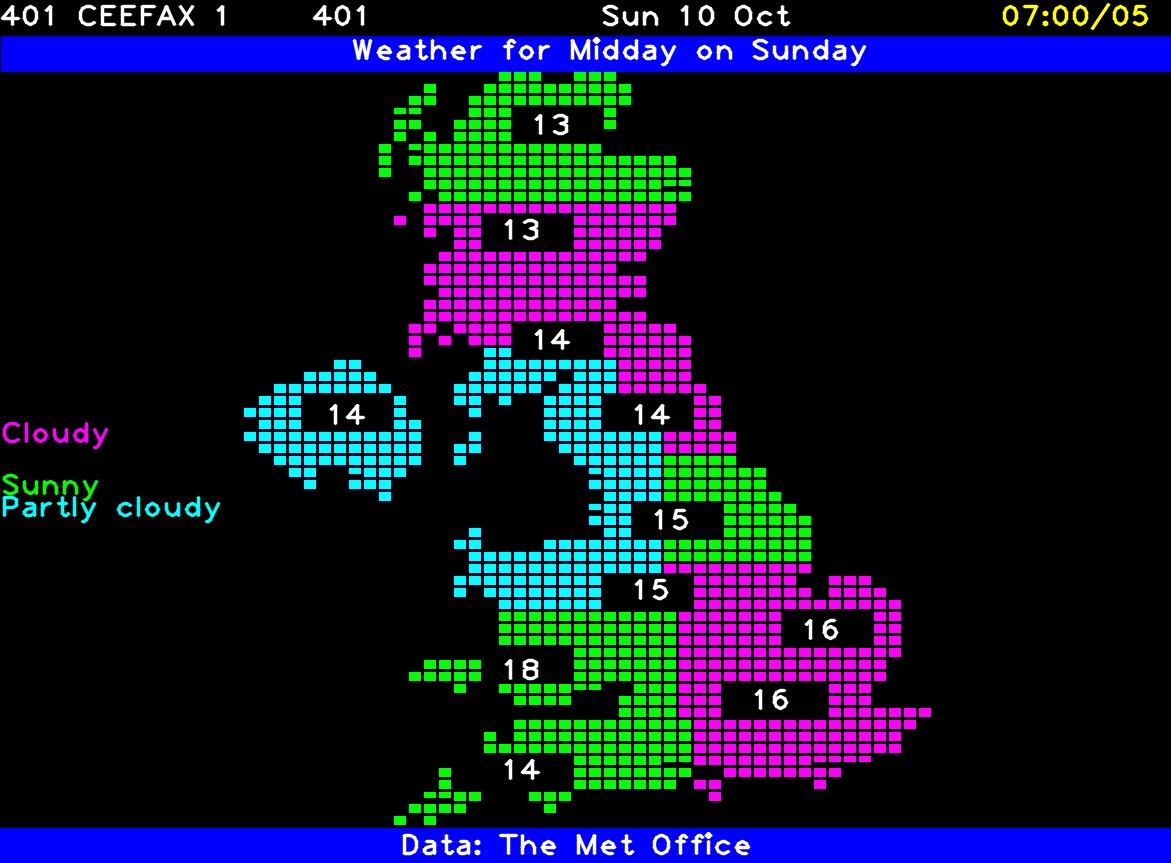 401 CEEFAX 1 401 Sun 10 Oct 07:00/05
Weather for Midday on Sunday
13
13
14
14 14
Cloudy
Sunny
Partly cloudy
15
15
16
18
16
14
Data: The Met Office